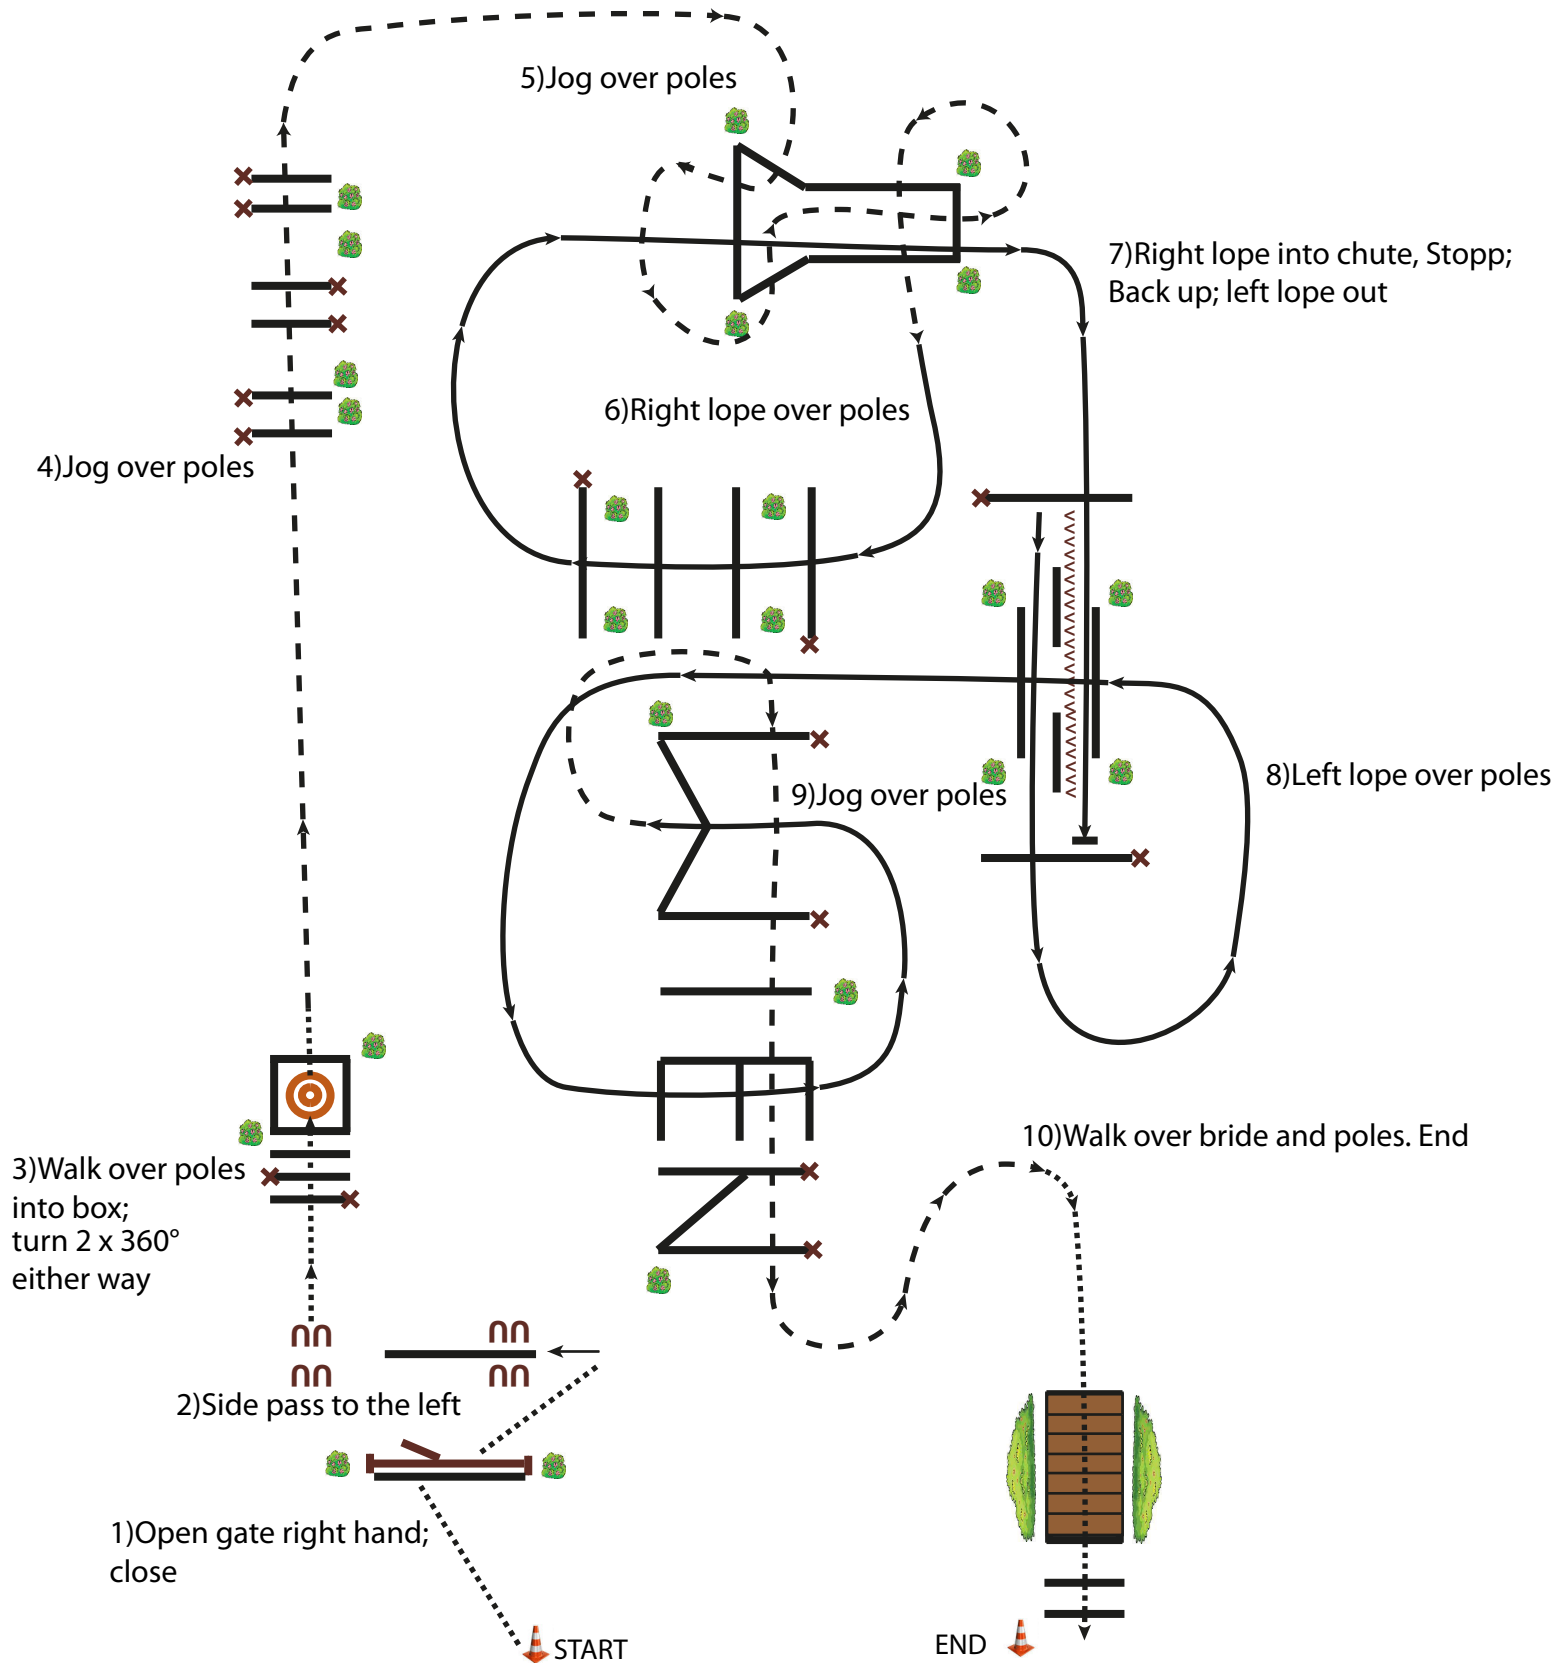 5)Jog over poles
7)Right lope into chute, Stopp;
Back up; left lope out
6)Right lope over poles
4)Jog over poles
8)Left lope over poles
9)Jog over poles
10)Walk over bride and poles. End
3)Walk over poles
into box;
turn 2 x 360°
either way
2)Side pass to the left
1)Open gate right hand;
close
START
END